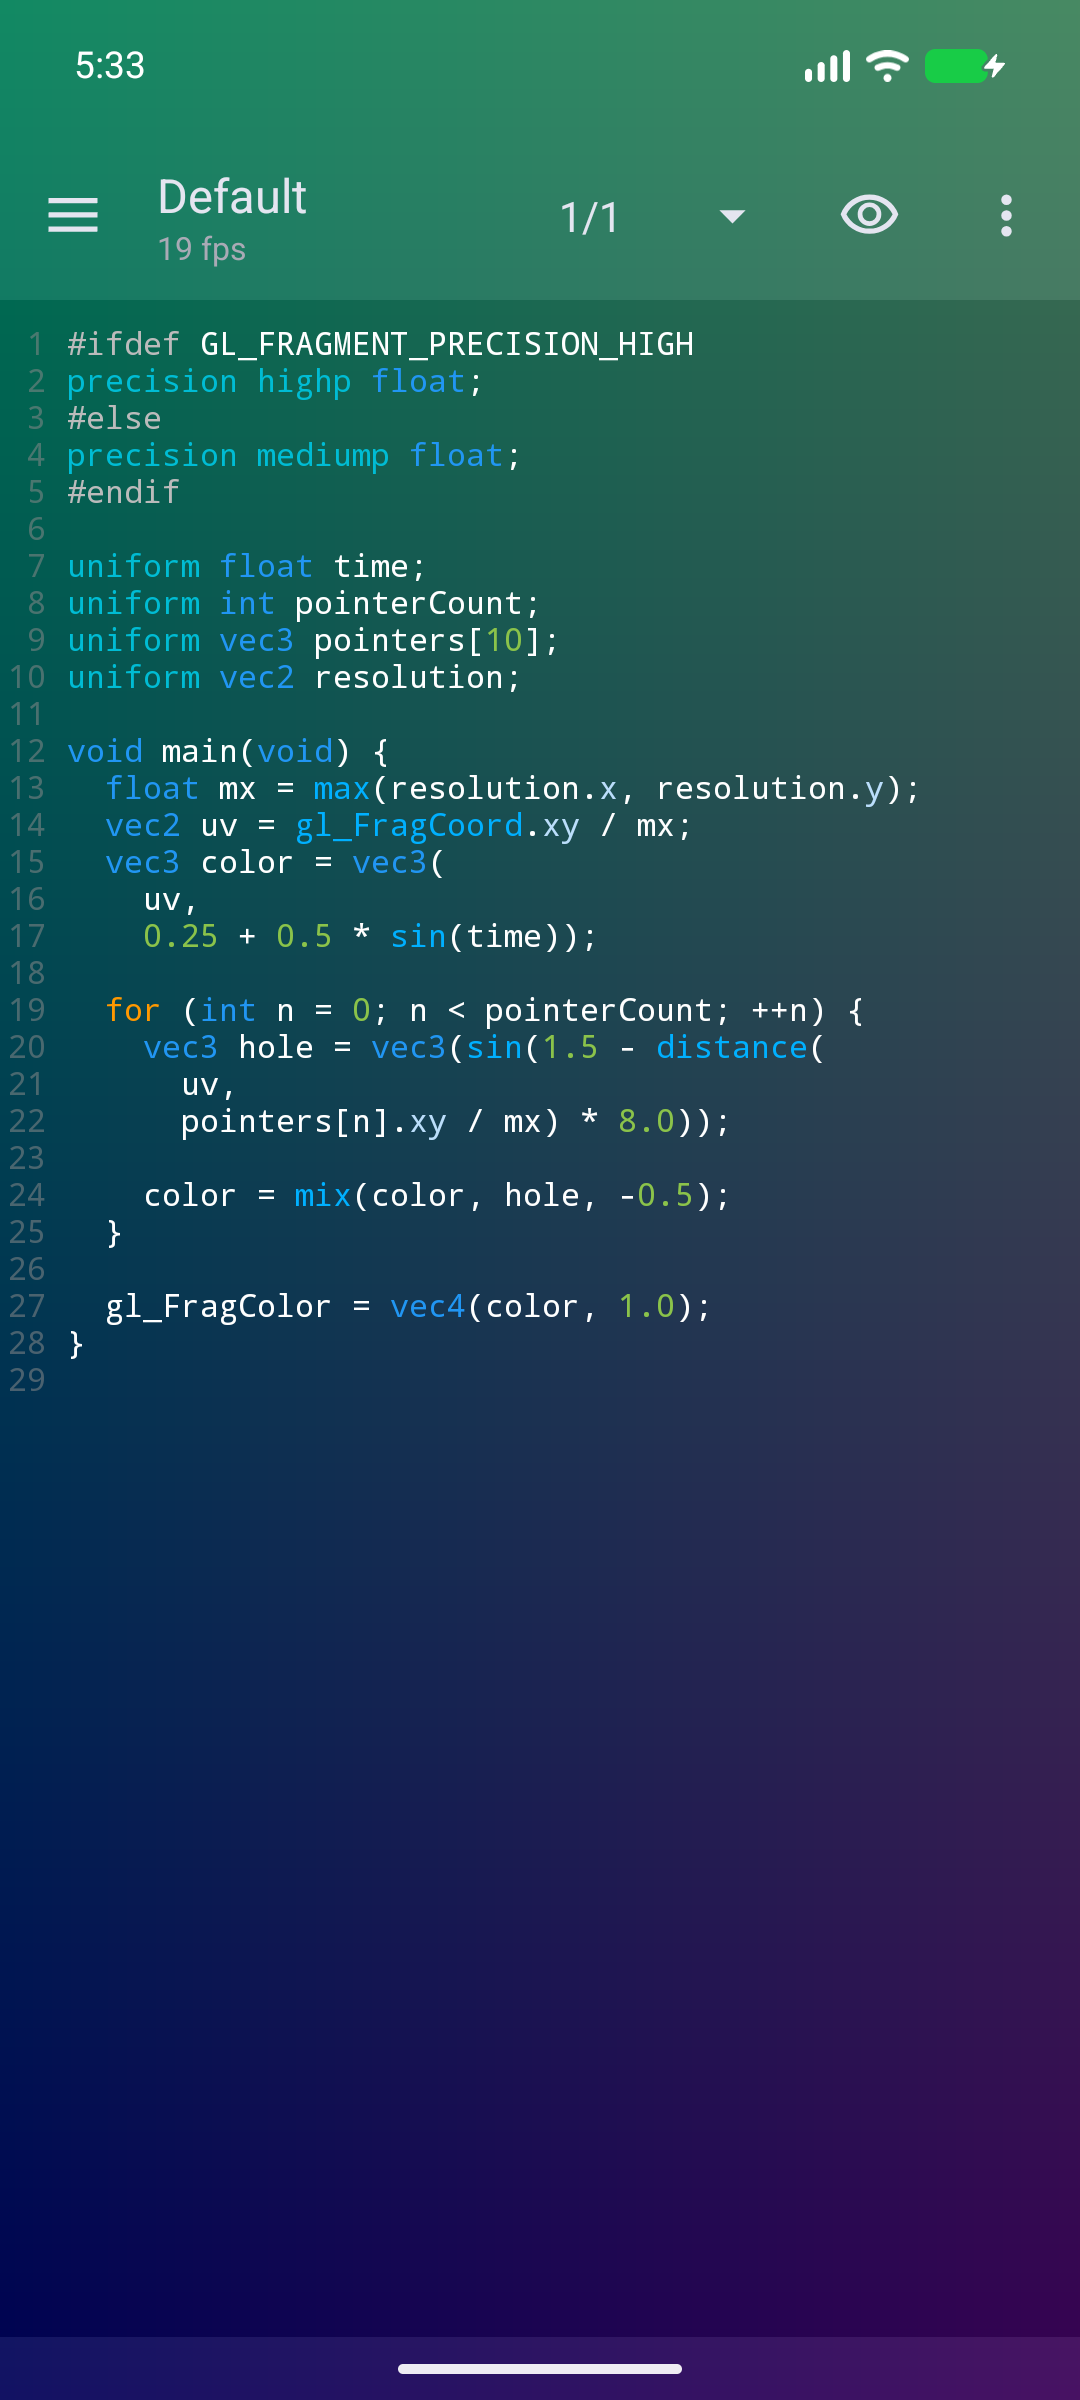 5:33
Default
19 fps
1/1
1 #ifdef GL_FRAGMENT_PRECISION_HIGH
2 precision highp float;
3 #else
4 precision mediump float;
5 #endif
6
7 uniform float time;
8 uniform int pointerCount;
9 uniform vec3 pointers[10];
10 uniform vec2 resolution;
11
12 void main(void) {
13   float mx = max(resolution.x, resolution.y);
14   vec2 uv = gl_FragCoord.xy / mx;
15   vec3 color = vec3(
16     uv,
17     0.25 + 0.5 * sin(time));
18
19   for (int n = 0; n < pointerCount; ++n) {
20     vec3 hole = vec3(sin(1.5 - distance(
21       uv,
22       pointers[n].xy / mx) * 8.0));
23
24     color = mix(color, hole, -0.5);
25   }
26
27   gl_FragColor = vec4(color, 1.0);
28 }
29